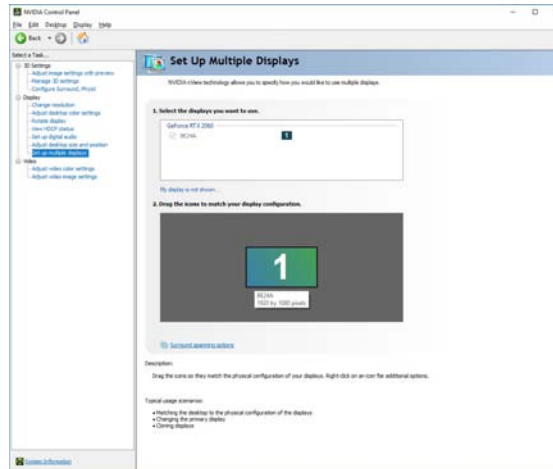 NVIDIA Control Panel
File Edit Desktop Display Help
Back
Select a Task...
3D Settings
Adjust image settings with preview
Manage 3D settings
Configure Surround, PhysX
Display
Change resolution
Adjust desktop color settings
Rotate display
View HDCP status
Set up digital audio
Adjust desktop size and position
Set up multiple displays
Video
Adjust video color settings
Adjust video image settings
System Information
Set Up Multiple Displays
NVIDIA nView technology allows you to specify how you would like to use multiple displays.
1. Select the displays you want to use.
GeForce RTX 2060
1
My display is not shown...
2. Drag the icons to match your display configuration.
1
1920 by 1080 pixels
Surround spanning options
Description:
Drag the icons so they match the physical configuration of your displays. Right-click on an icon for additional options.
Typical usage scenarios:
• Matching the desktop to the physical configuration of the displays
• Changing the primary display
• Cloning displays